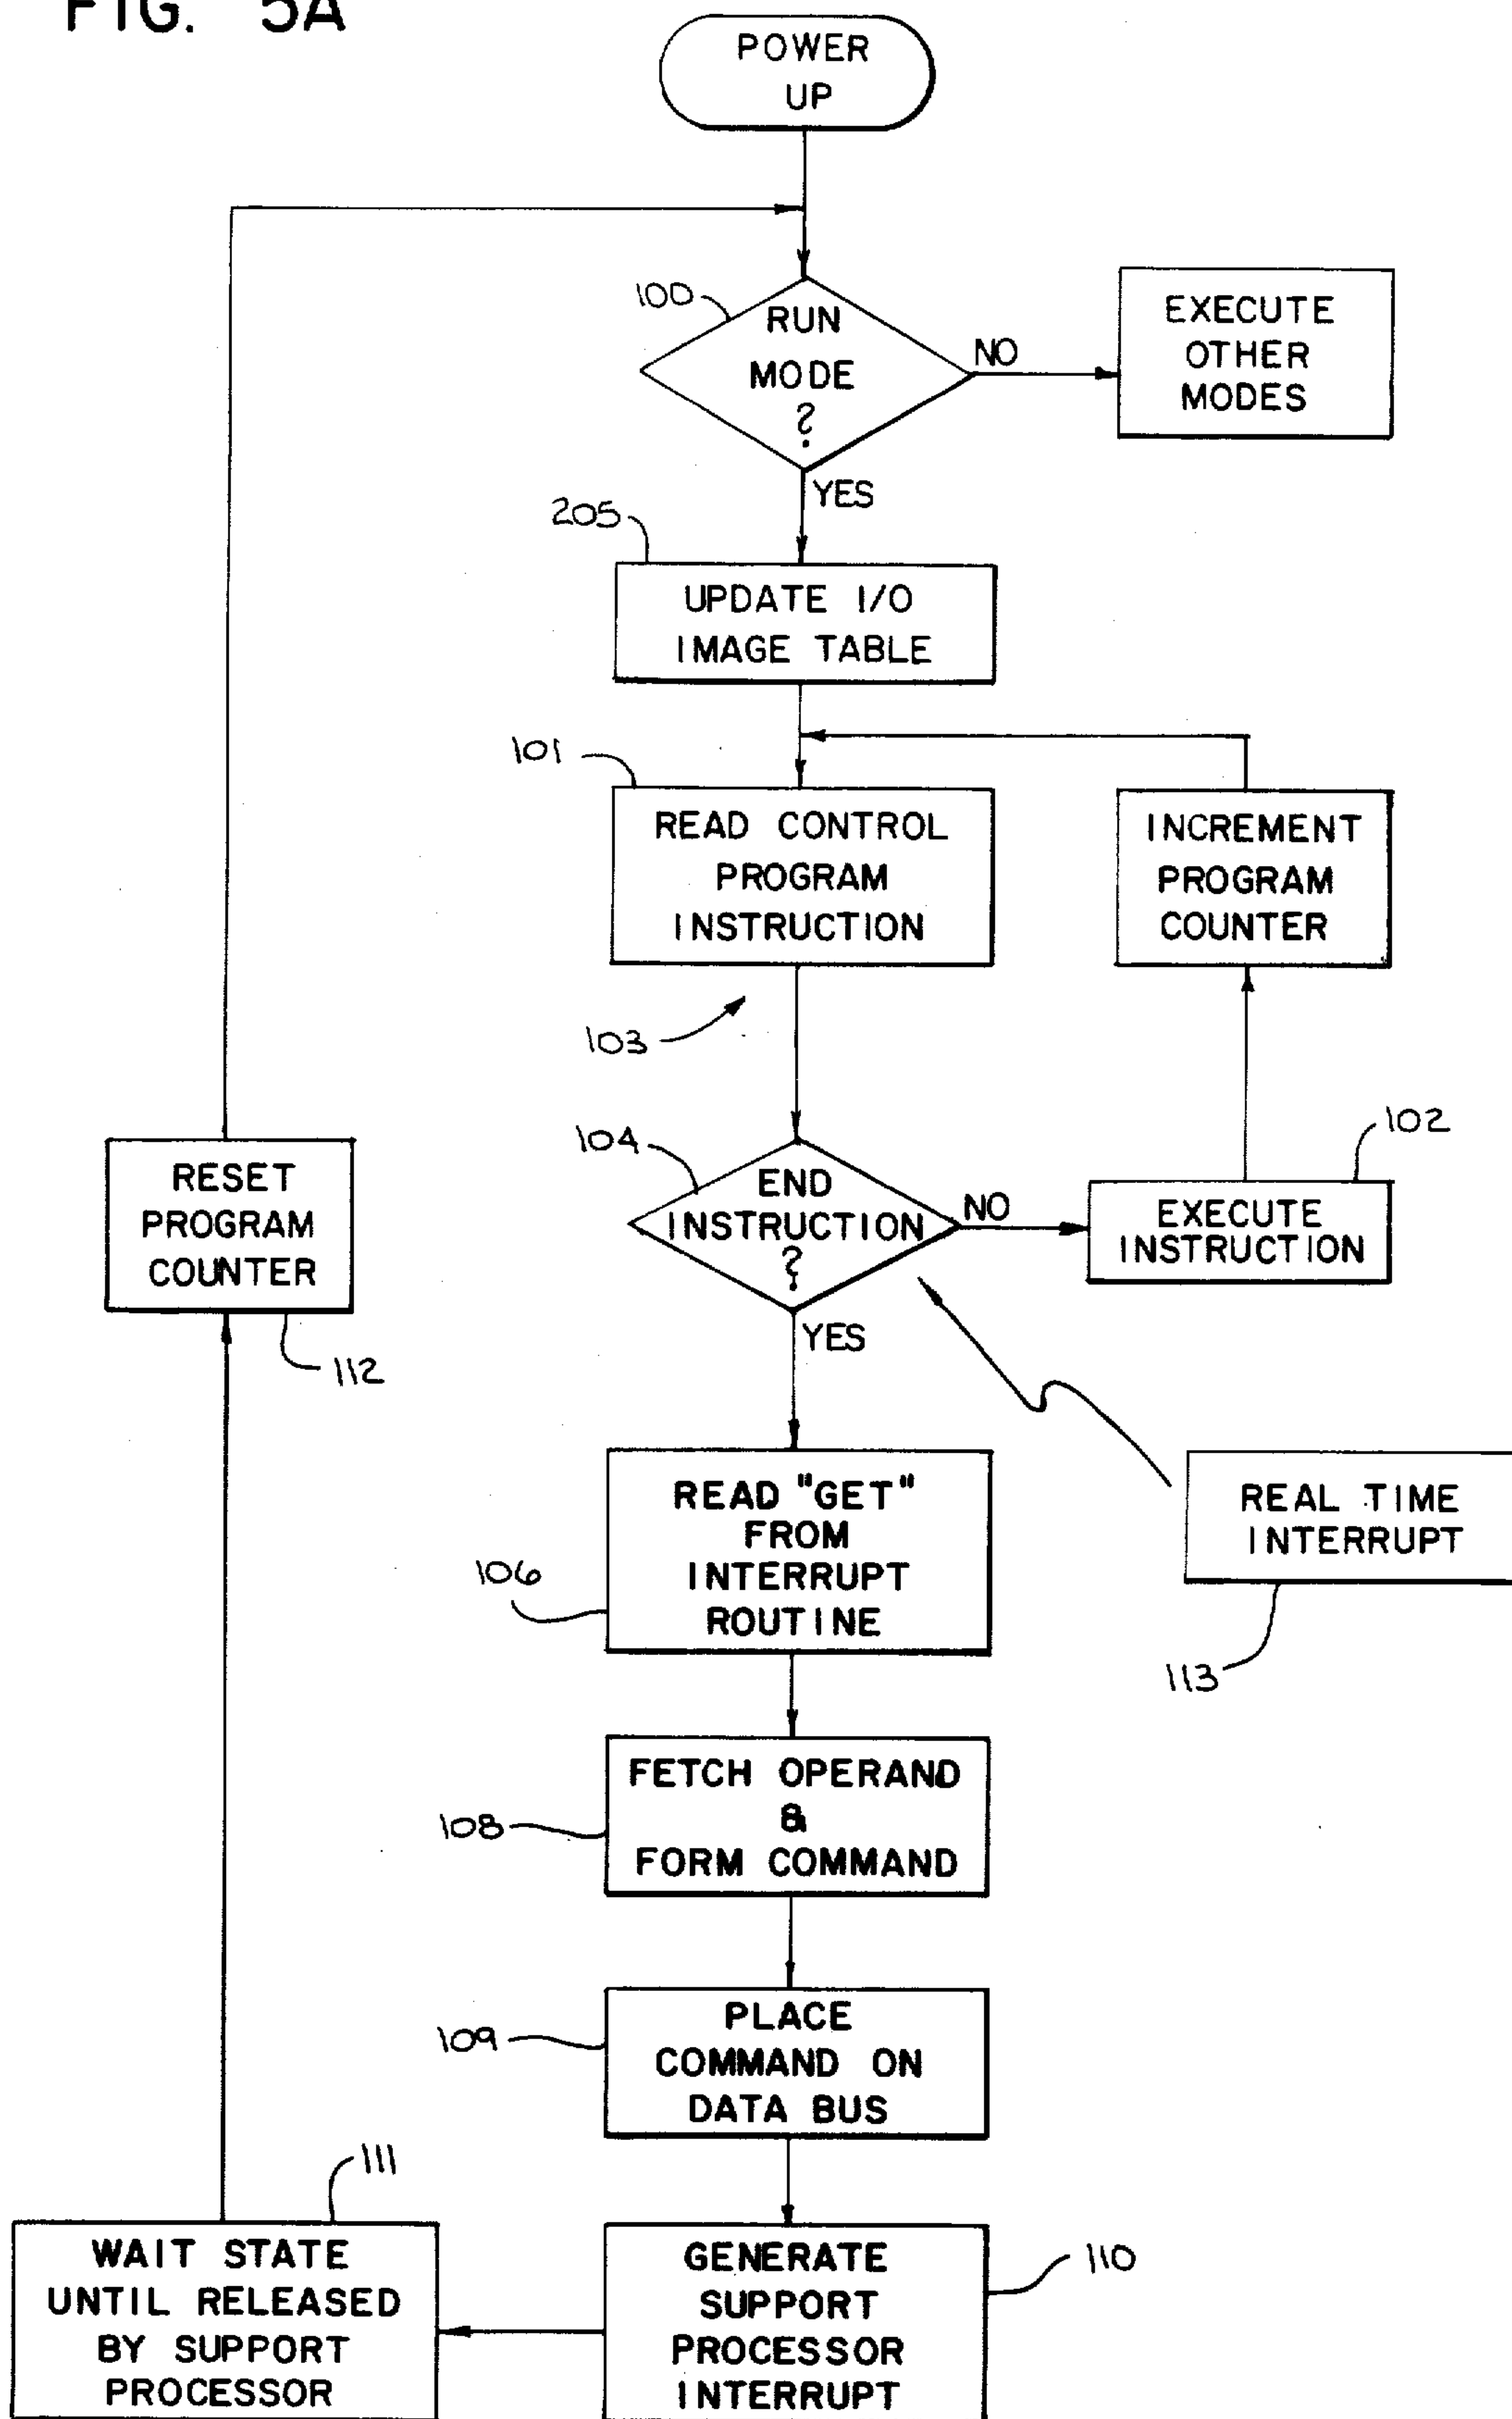 FIG. 5A
POWER
UP
100
RUN
MODE
?
NO
EXECUTE
OTHER
MODES
YES
205
UPDATE I/O
IMAGE TABLE
101
READ CONTROL
PROGRAM
INSTRUCTION
INCREMENT
PROGRAM
COUNTER
103
104
END
INSTRUCTION
?
NO
102
EXECUTE
INSTRUCTION
RESET
PROGRAM
COUNTER
112
YES
READ "GET"
FROM
INTERRUPT
ROUTINE
106
REAL TIME
INTERRUPT
113
FETCH OPERAND
&
FORM COMMAND
108
PLACE
COMMAND ON
DATA BUS
109
111
WAIT STATE
UNTIL RELEASED
BY SUPPORT
PROCESSOR
GENERATE
SUPPORT
PROCESSOR
INTERRUPT
110